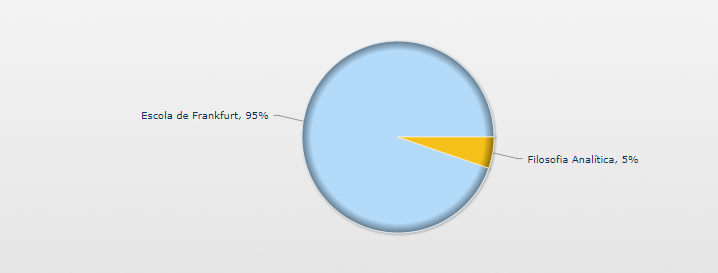 Escola de Frankfurt, 95%
Filosofia Analítica, 5%